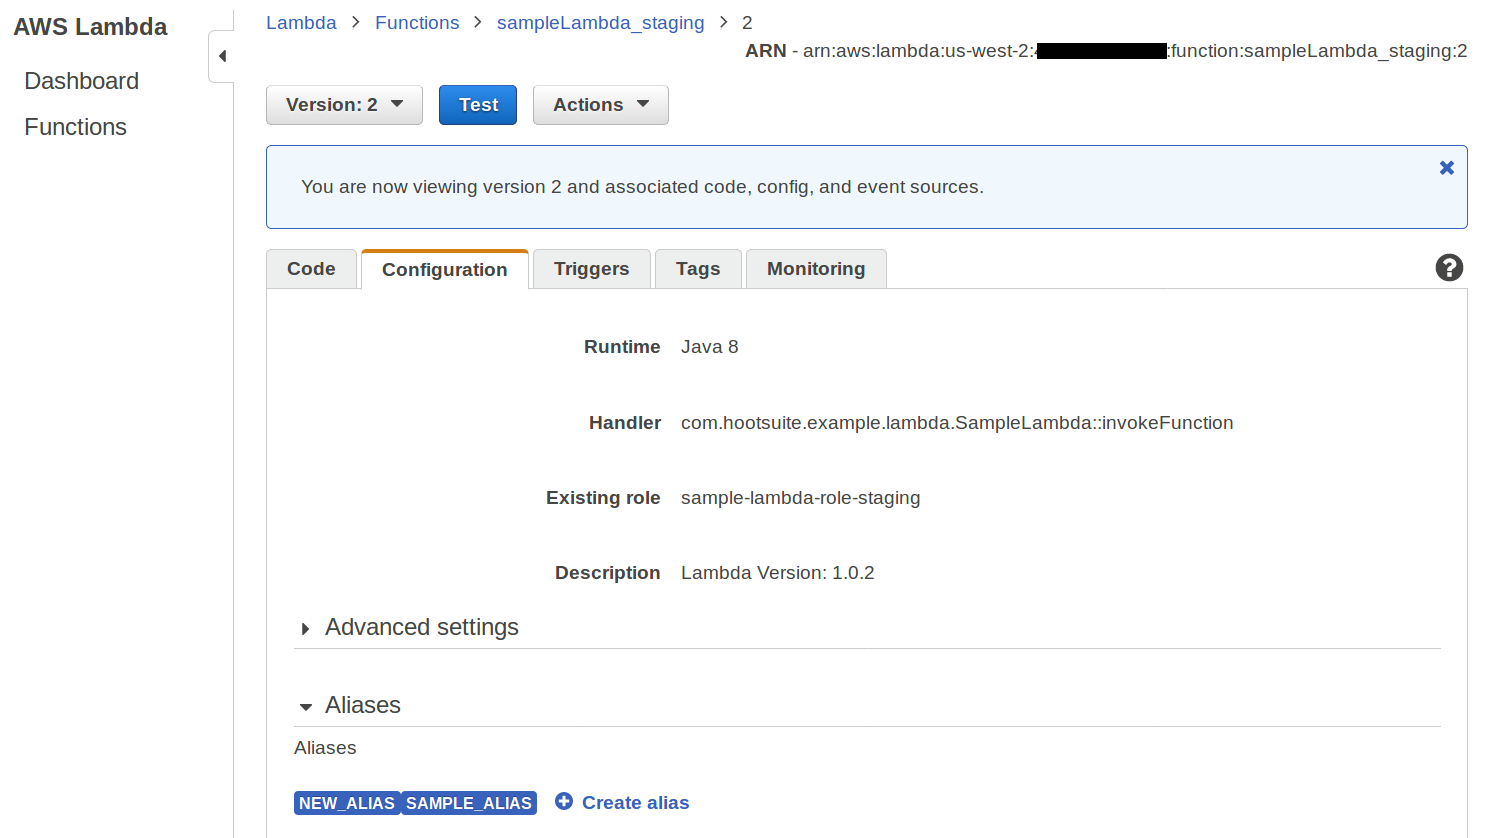 AWS Lambda
Dashboard
Functions
Lambda > Functions > sampleLambda_staging > 2
ARN - arn:aws:lambda:us-west-2: :function:sampleLambda_staging:2
Version: 2 Test Actions
You are now viewing version 2 and associated code, config, and event sources.
Code Configuration Triggers Tags Monitoring
Runtime Java 8
Handler com.hootsuite.example.lambda.SampleLambda::invokeFunction
Existing role sample-lambda-role-staging
Description Lambda Version: 1.0.2
Advanced settings
Aliases
Aliases
NEW_ALIAS SAMPLE_ALIAS Create alias